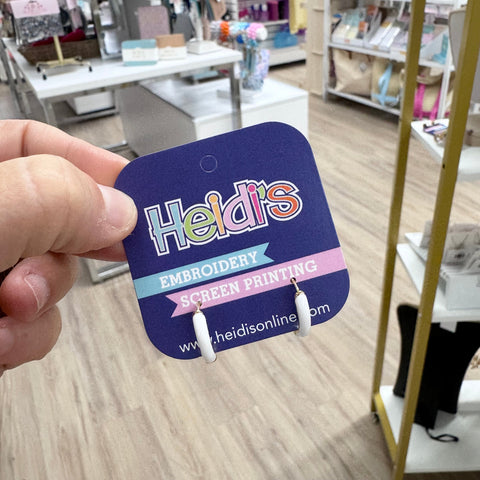 Heidi's
EMBROIDERY
SCREEN PRINTING
www.heidisonline.com